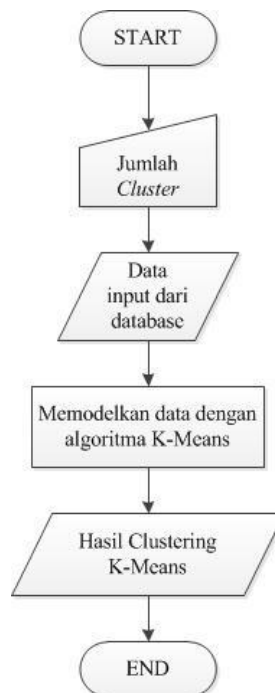 START
Jumlah
Cluster
Data
input dari
database
Memodelkan data dengan
algoritma K-Means
Hasil Clustering
K-Means
END